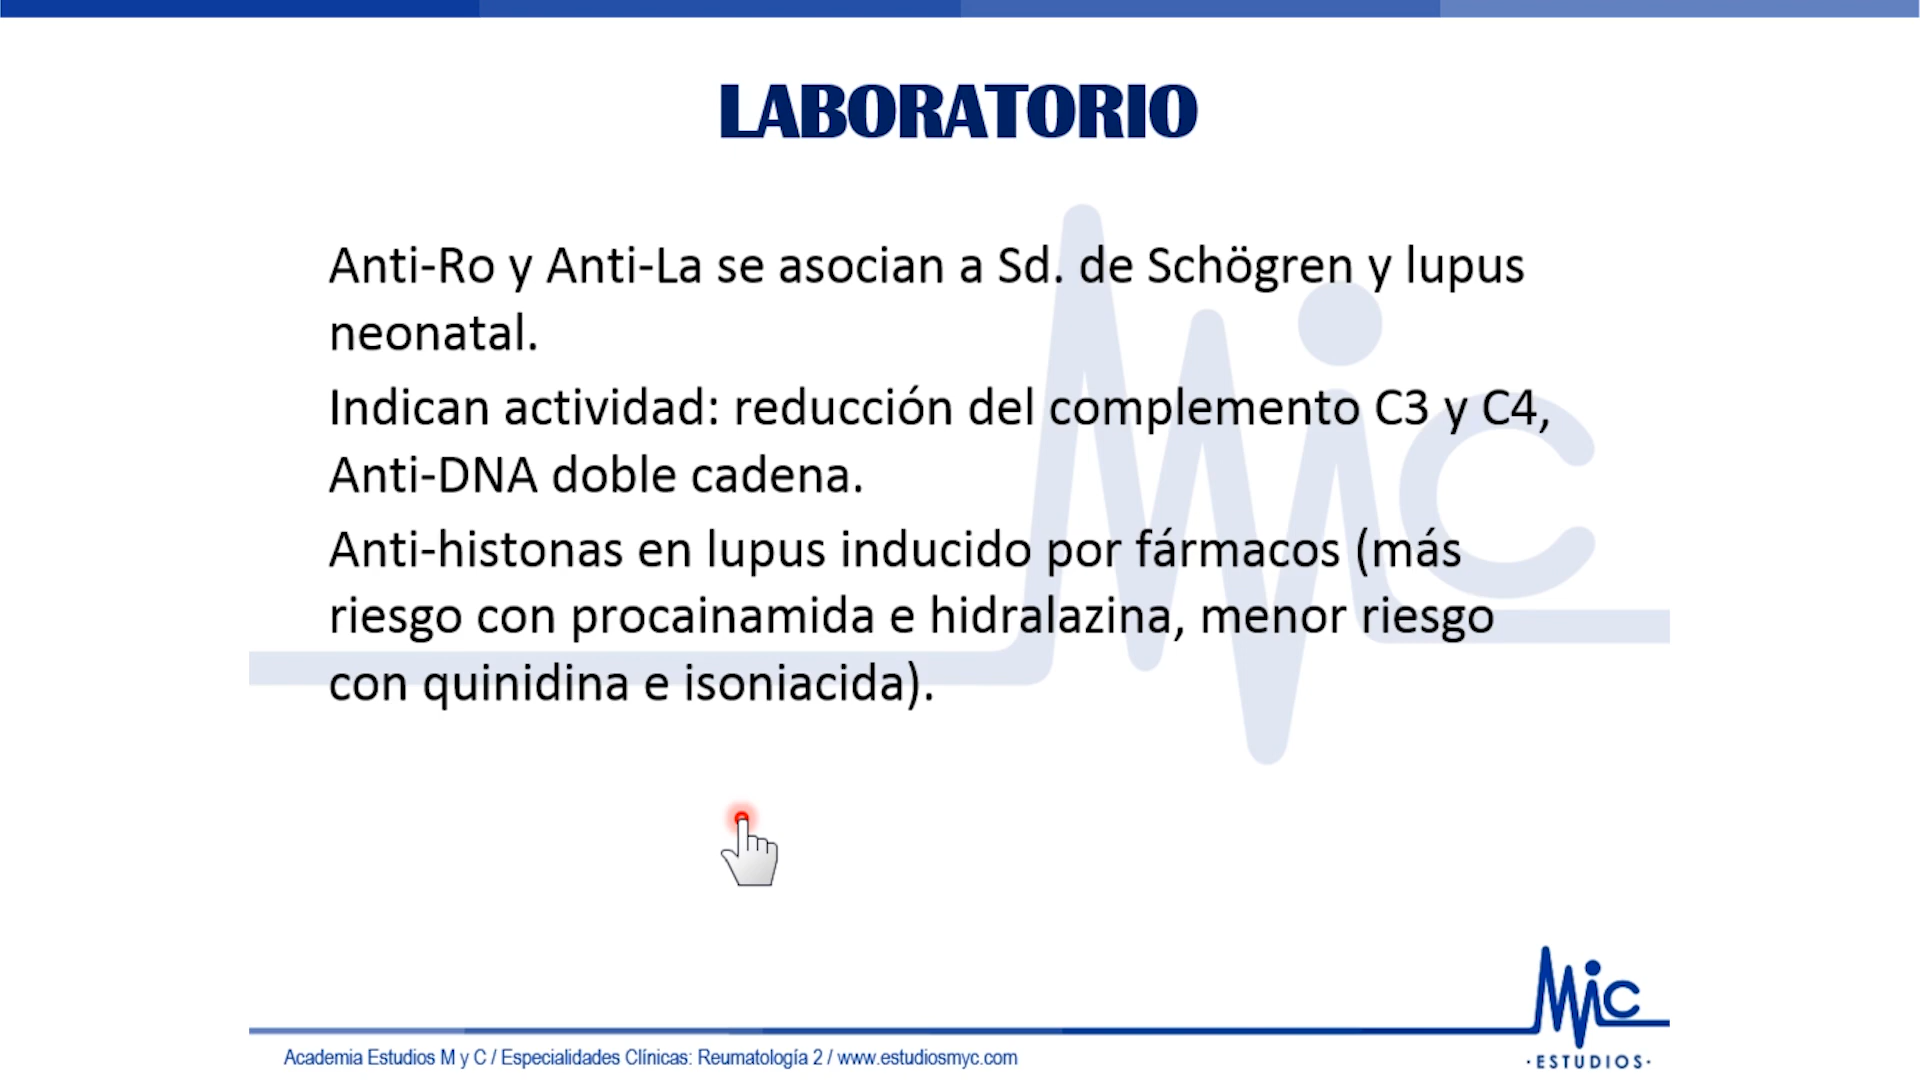 LABORATORIO
Anti-Ro y Anti-La se asocian a Sd. de Schögren y lupus
neonatal.
Indican actividad: reducción del complemento C3 y C4,
Anti-DNA doble cadena.
Anti-histonas en lupus inducido por fármacos (más
riesgo con procainamida e hidralazina, menor riesgo
con quinidina e isoniacida).
Mic
Mic
·ESTUDIOS·
Academia Estudios M y C / Especialidades Clínicas: Reumatología 2 / www.estudiosmyc.com